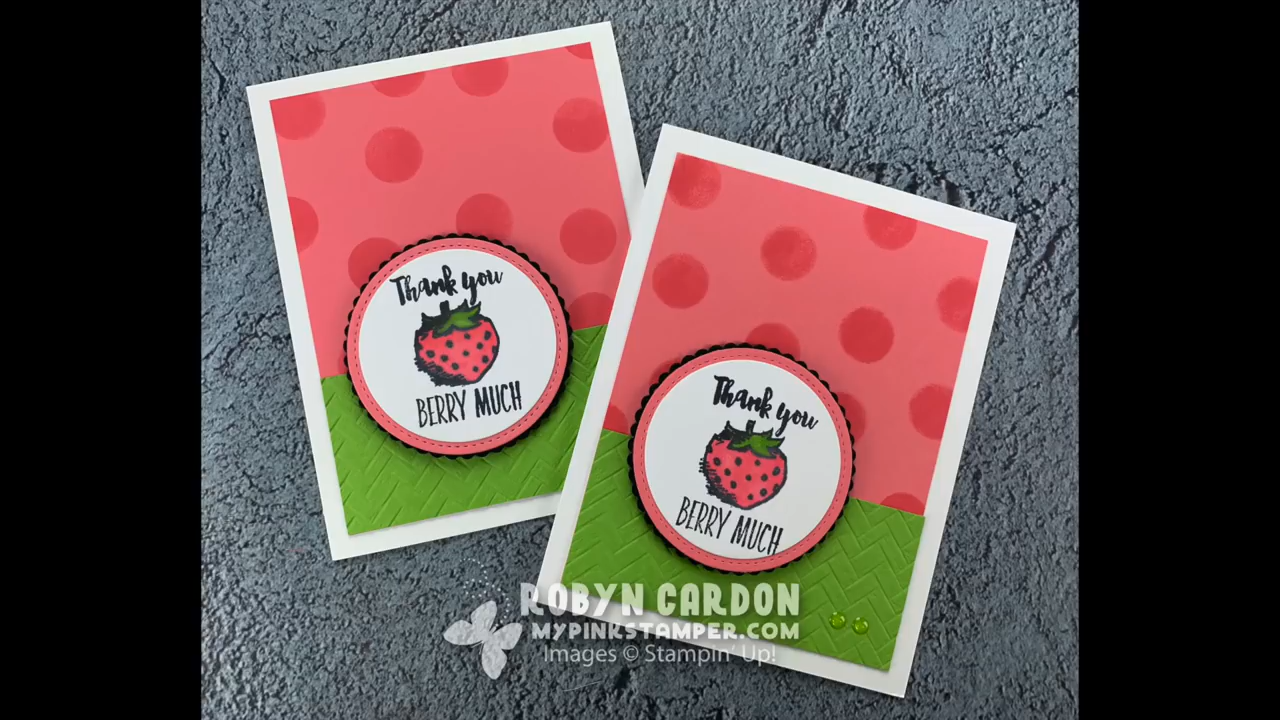 Thank you
BERRY MUCH
Thank you
BERRY MUCH
ROBYN CARDON
MYPINKSTAMPER.COM
Images © Stampin' Up!